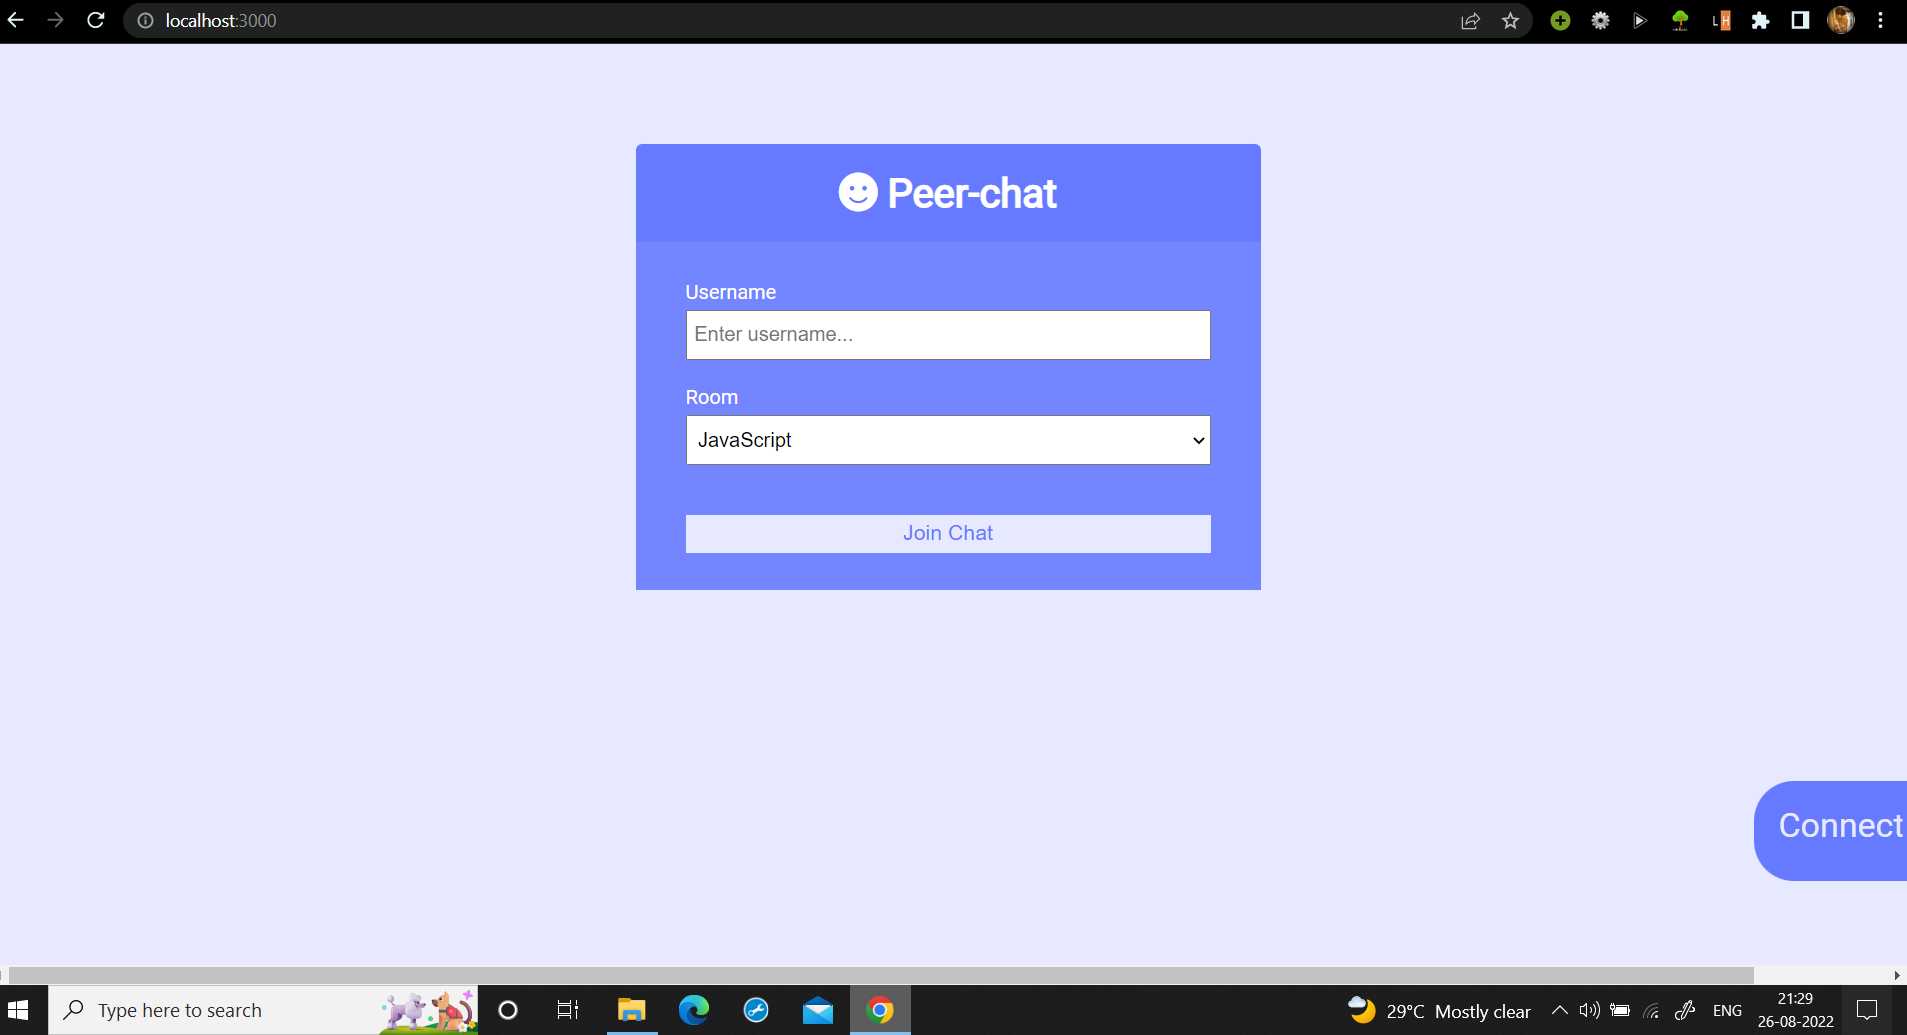 localhost:3000
L H
Peer-chat
Username
Enter username...
Room
JavaScript
Join Chat
Connect
Type here to search
29°C Mostly clear
ENG
21:29
26-08-2022